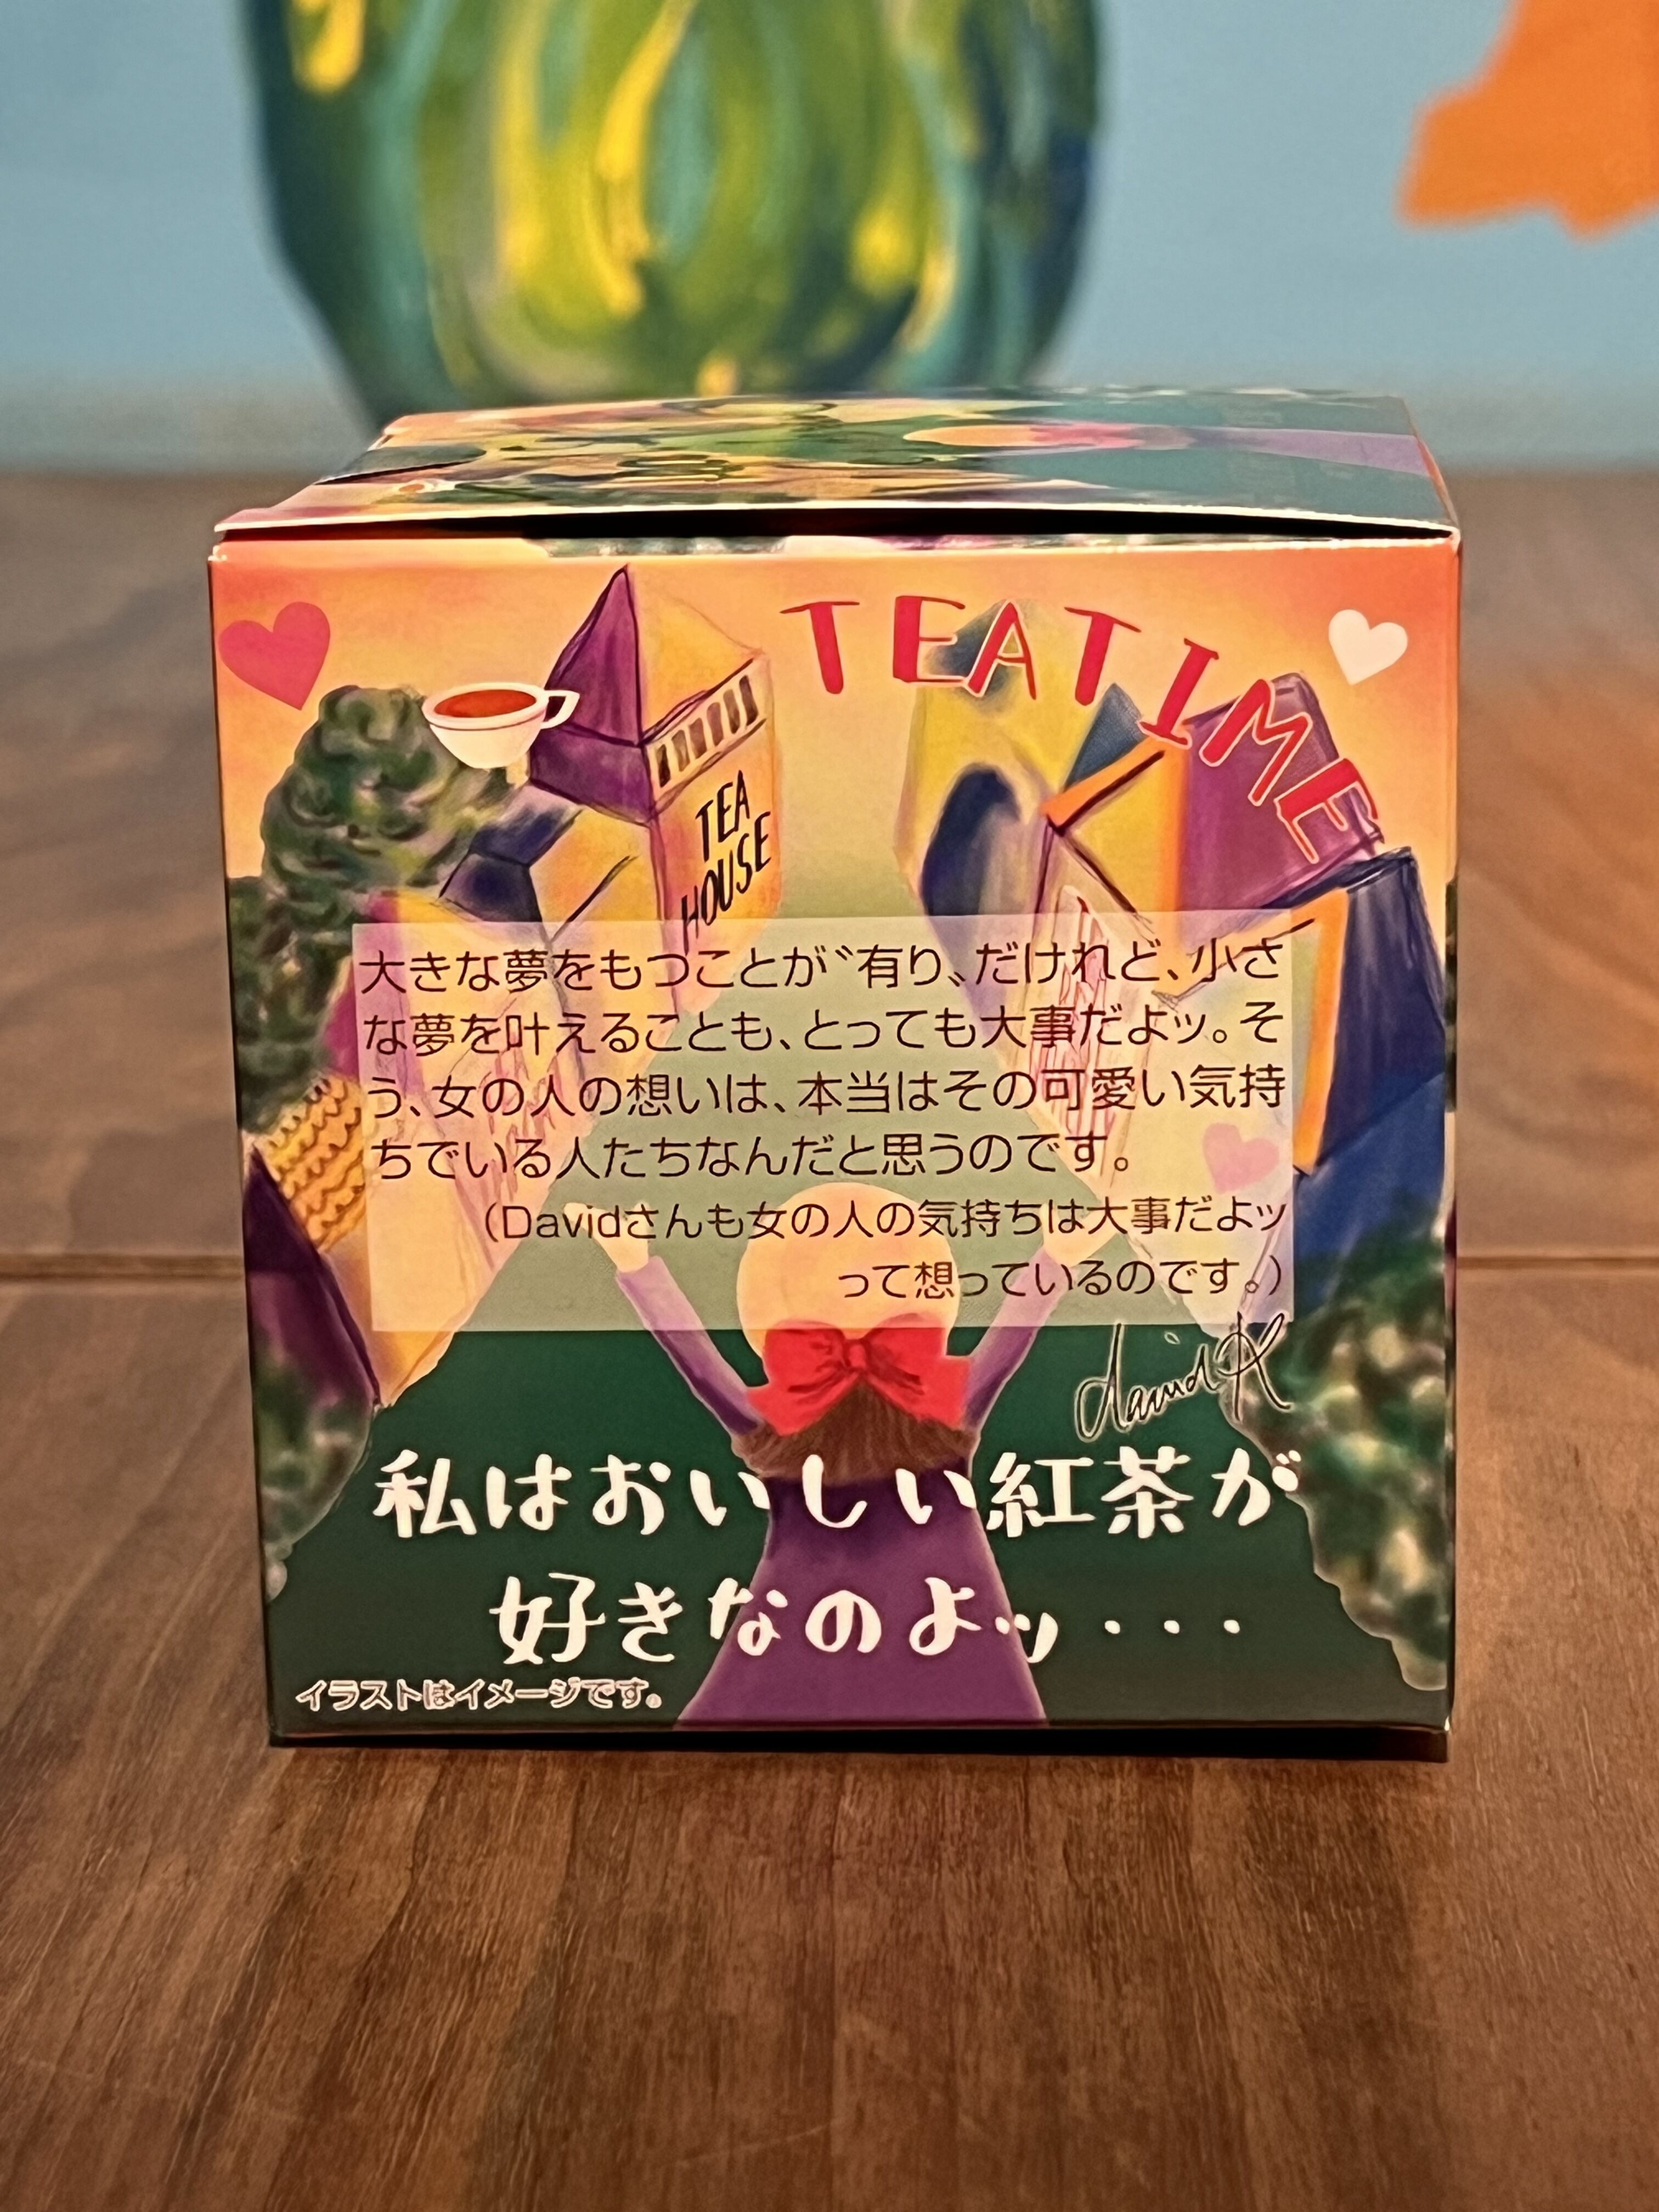 TEA TIME
TEA
HOUSE
大きな夢をもつことが〝有り〟だけれど、小さ
な夢を叶えることも、とっても大事だよッ。そ
う、女の人の想いは、本当はその可愛い気持
ちでいる人たちなんだと思うのです。
（Davidさんも女の人の気持ちは大事だよッ
って想っているのです。）
david A
私はおいしい紅茶が
好きなのよッ・・・
イラストはイメージです。